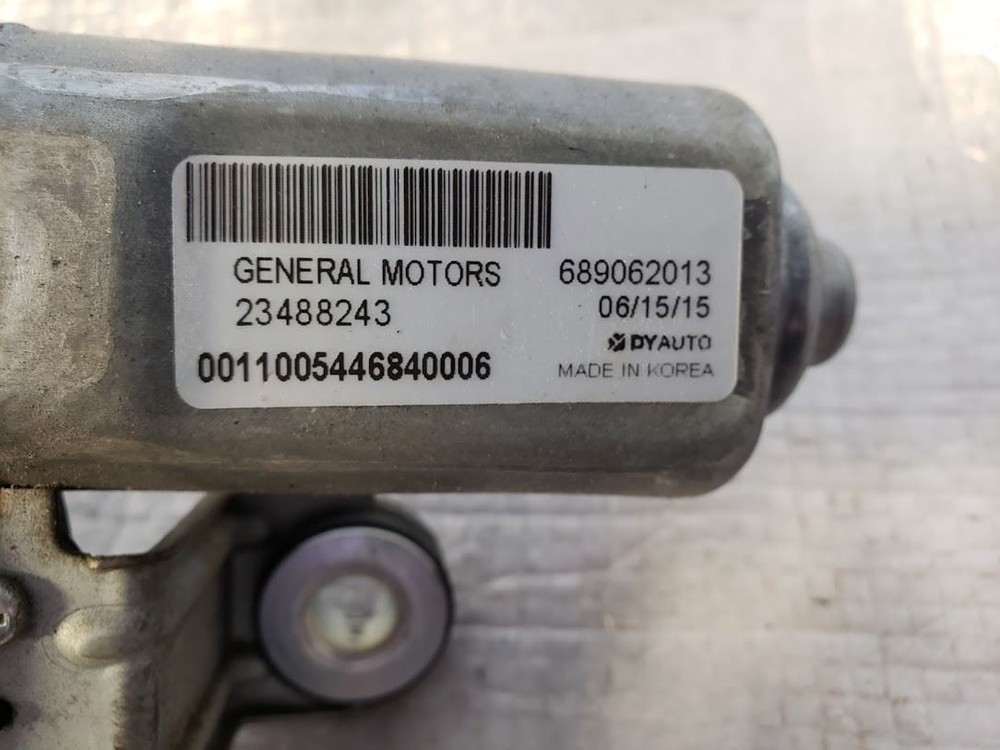 GENERAL MOTORS 689062013
23488243 06/15/15
DYAUTO
0011005446840006 MADE IN KOREA